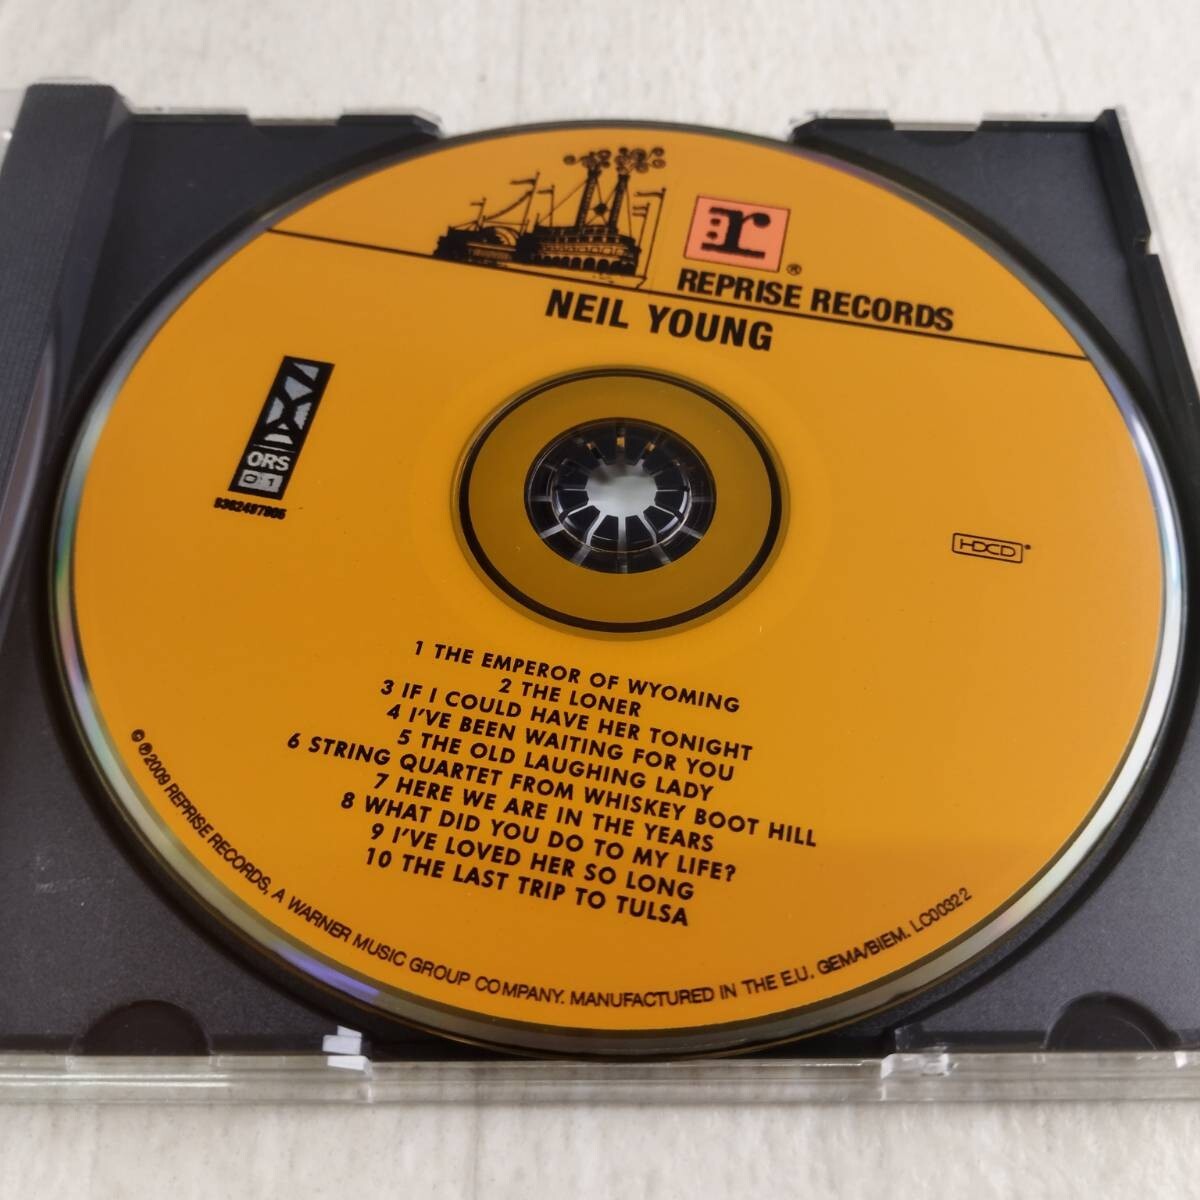 r
®
REPRISE RECORDS
NEIL YOUNG
ORS
01
HDCD®
1 THE EMPEROR OF WYOMING
2 THE LONER
3 IF I COULD HAVE HER TONIGHT
4 I'VE BEEN WAITING FOR YOU
5 THE OLD LAUGHING LADY
6 STRING QUARTET FROM WHISKEY BOOT HILL
7 HERE WE ARE IN THE YEARS
8 WHAT DID YOU DO TO MY LIFE?
9 I'VE LOVED HER SO LONG
10 THE LAST TRIP TO TULSA
© ℗ 2009 REPRISE RECORDS, A WARNER MUSIC GROUP COMPANY. MANUFACTURED IN THE E.U. GEMA/BIEM. LC00322